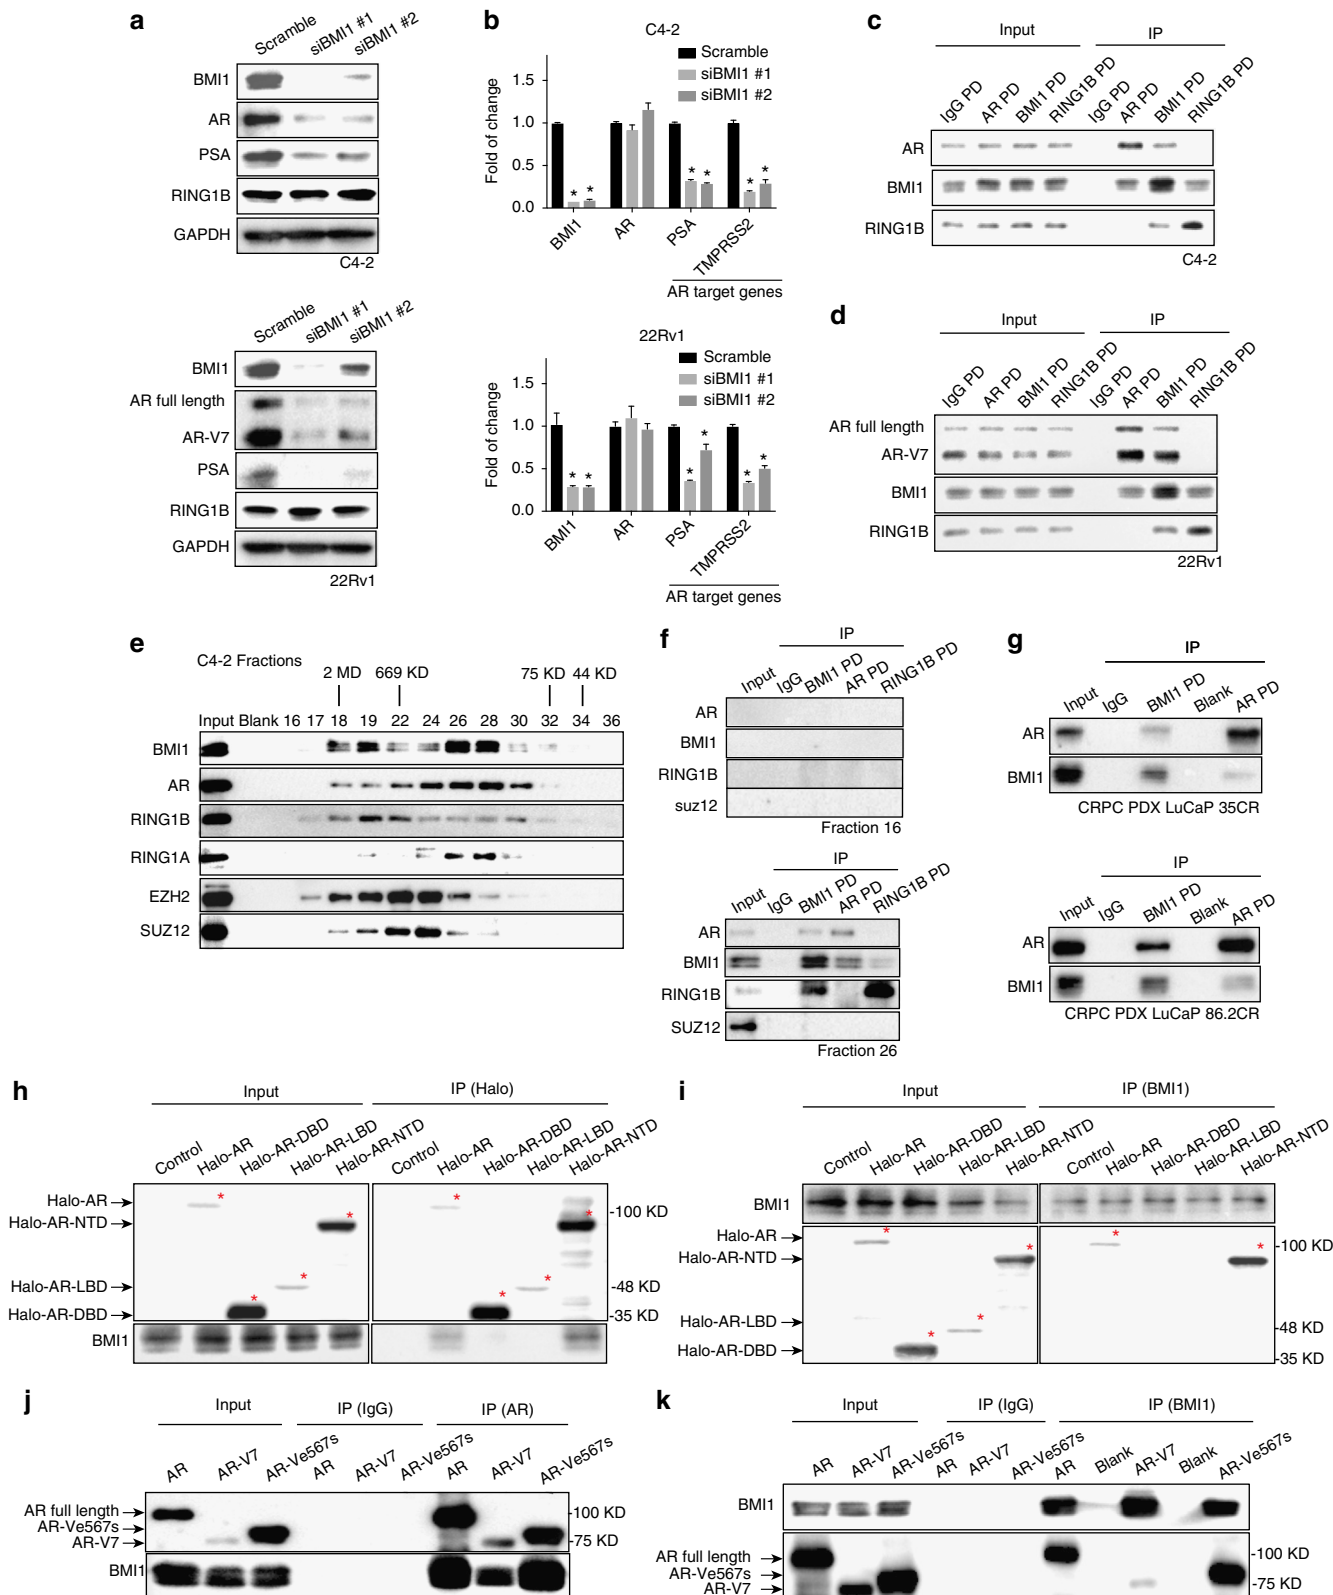 a
Scramble siBMI1 #1 siBMI1 #2
BMI1
AR
PSA
RING1B
GAPDH
C4-2
Scramble siBMI1 #1 siBMI1 #2
BMI1
AR full length
AR-V7
PSA
RING1B
GAPDH
22Rv1
b
C4-2
Scramble
siBMI1 #1
siBMI1 #2
Fold of change
1.5
1.0
0.5
0.0
* * * * * *
BMI1 AR PSA TMPRSS2
AR target genes
22Rv1
Scramble
siBMI1 #1
siBMI1 #2
Fold of change
1.5
1.0
0.5
0.0
* * * * * *
BMI1 AR PSA TMPRSS2
AR target genes
c
Input IP
IgG PD AR PD BMI1 PD RING1B PD IgG PD AR PD BMI1 PD RING1B PD
AR
BMI1
RING1B
C4-2
d
Input IP
IgG PD AR PD BMI1 PD RING1B PD IgG PD AR PD BMI1 PD RING1B PD
AR full length
AR-V7
BMI1
RING1B
22Rv1
e
C4-2 Fractions
2 MD 669 KD 75 KD 44 KD
Input Blank 16 17 18 19 22 24 26 28 30 32 34 36
BMI1
AR
RING1B
RING1A
EZH2
SUZ12
f
IP
Input IgG BMI1 PD AR PD RING1B PD
AR
BMI1
RING1B
suz12
Fraction 16
IP
Input IgG BMI1 PD AR PD RING1B PD
AR
BMI1
RING1B
SUZ12
Fraction 26
g
IP
Input IgG BMI1 PD Blank AR PD
AR
BMI1
CRPC PDX LuCaP 35CR
IP
Input IgG BMI1 PD Blank AR PD
AR
BMI1
CRPC PDX LuCaP 86.2CR
h
Input IP (Halo)
Control Halo-AR Halo-AR-DBD Halo-AR-LBD Halo-AR-NTD Control Halo-AR Halo-AR-DBD Halo-AR-LBD Halo-AR-NTD
Halo-AR * * -100 KD
Halo-AR-NTD * *
Halo-AR-LBD * * -48 KD
Halo-AR-DBD * * -35 KD
BMI1
i
Input IP (BMI1)
Control Halo-AR Halo-AR-DBD Halo-AR-LBD Halo-AR-NTD Control Halo-AR Halo-AR-DBD Halo-AR-LBD Halo-AR-NTD
BMI1
Halo-AR * * -100 KD
Halo-AR-NTD * *
Halo-AR-LBD * -48 KD
Halo-AR-DBD * -35 KD
j
Input IP (IgG) IP (AR)
AR AR-V7 AR-Ve567s AR AR-V7 AR-Ve567s AR AR-V7 AR-Ve567s
AR full length -100 KD
AR-Ve567s
AR-V7 -75 KD
BMI1
k
Input IP (IgG) IP (BMI1)
AR AR-V7 AR-Ve567s AR AR-V7 AR-Ve567s AR Blank AR-V7 Blank AR-Ve567s
BMI1
AR full length -100 KD
AR-Ve567s
AR-V7 -75 KD